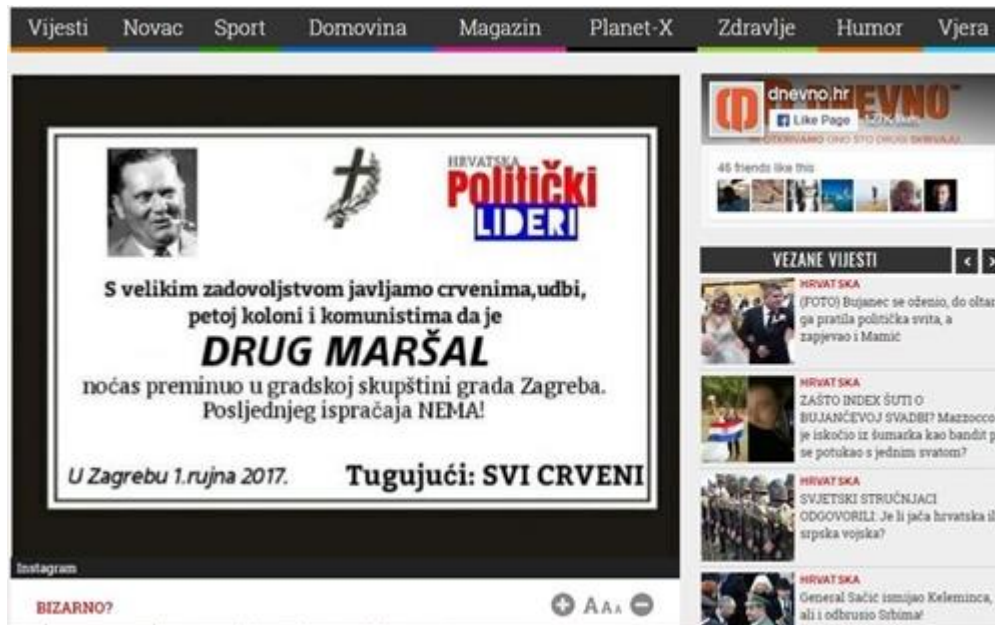 Vijesti Novac Sport Domovina Magazin Planet-X Zdravlje Humor Vjera
HRVATSKA
Politički
LIDERI
S velikim zadovoljstvom javljamo crvenima,udbi,
petoj koloni i komunistima da je
DRUG MARŠAL
noćas preminuo u gradskoj skupštini grada Zagreba.
Posljednjeg ispračaja NEMA!
U Zagrebu 1.rujna 2017.
Tugujući: SVI CRVENI
Instagram
BIZARNO?
A A A
dnevno.hr
DNEVNO
Like Page
46 friends like this
VEZANE VIJESTI
HRVATSKA
(FOTO) Bujanec se oženio, do oltar
ga pratila politička svita, a
zapjevao i Mamić
HRVATSKA
ZAŠTO INDEX ŠUTI O
BUJANČEVOJ SVADBI? Mazzocco
je iskočio iz šumarka kao bandit p
se potukao s jednim svatom?
HRVATSKA
SVJETSKI STRUČNJACI
ODGOVORILI: Je li jača hrvatska il
srpska vojska?
HRVATSKA
General Sačić ismijao Keleminca,
ali i odbrusio Srbima!